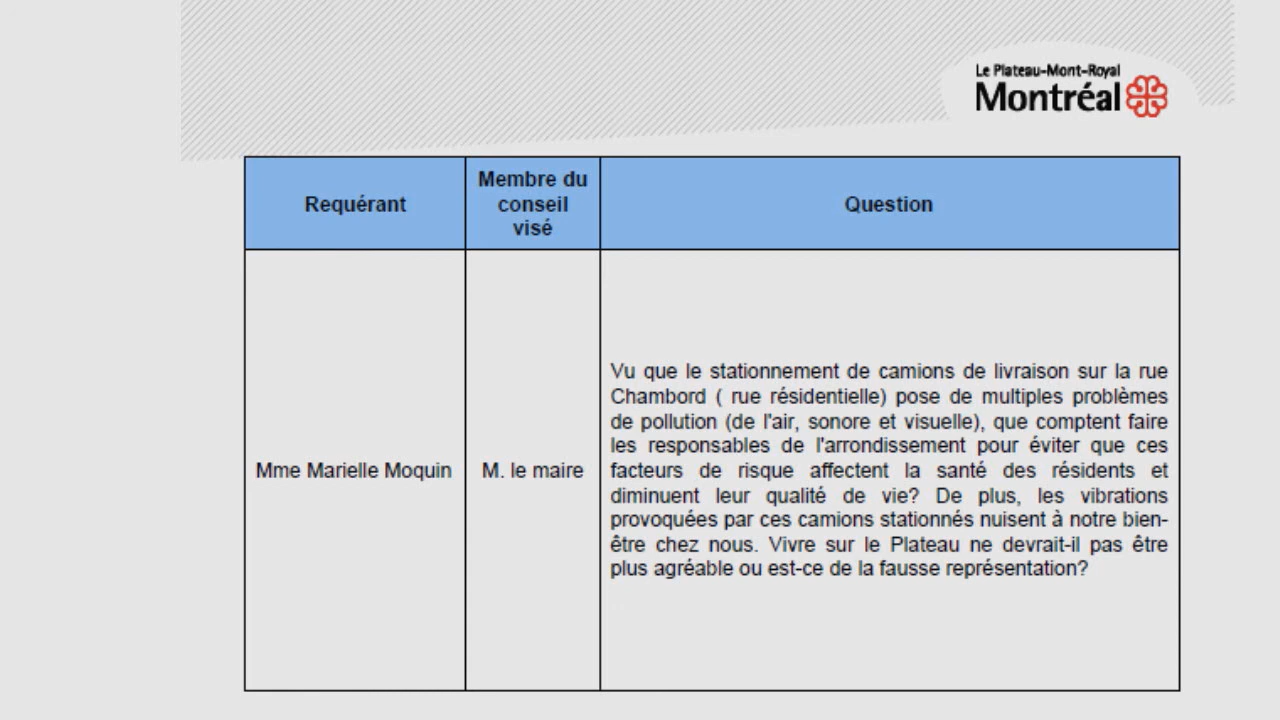 Le Plateau-Mont-Royal
Montréal
Requérant
Membre du
conseil
visé
Question
Mme Marielle Moquin
M. le maire
Vu que le stationnement de camions de livraison sur la rue
Chambord ( rue résidentielle) pose de multiples problèmes
de pollution (de l'air, sonore et visuelle), que comptent faire
les responsables de l'arrondissement pour éviter que ces
facteurs de risque affectent la santé des résidents et
diminuent leur qualité de vie? De plus, les vibrations
provoquées par ces camions stationnés nuisent à notre bien-
être chez nous. Vivre sur le Plateau ne devrait-il pas être
plus agréable ou est-ce de la fausse représentation?